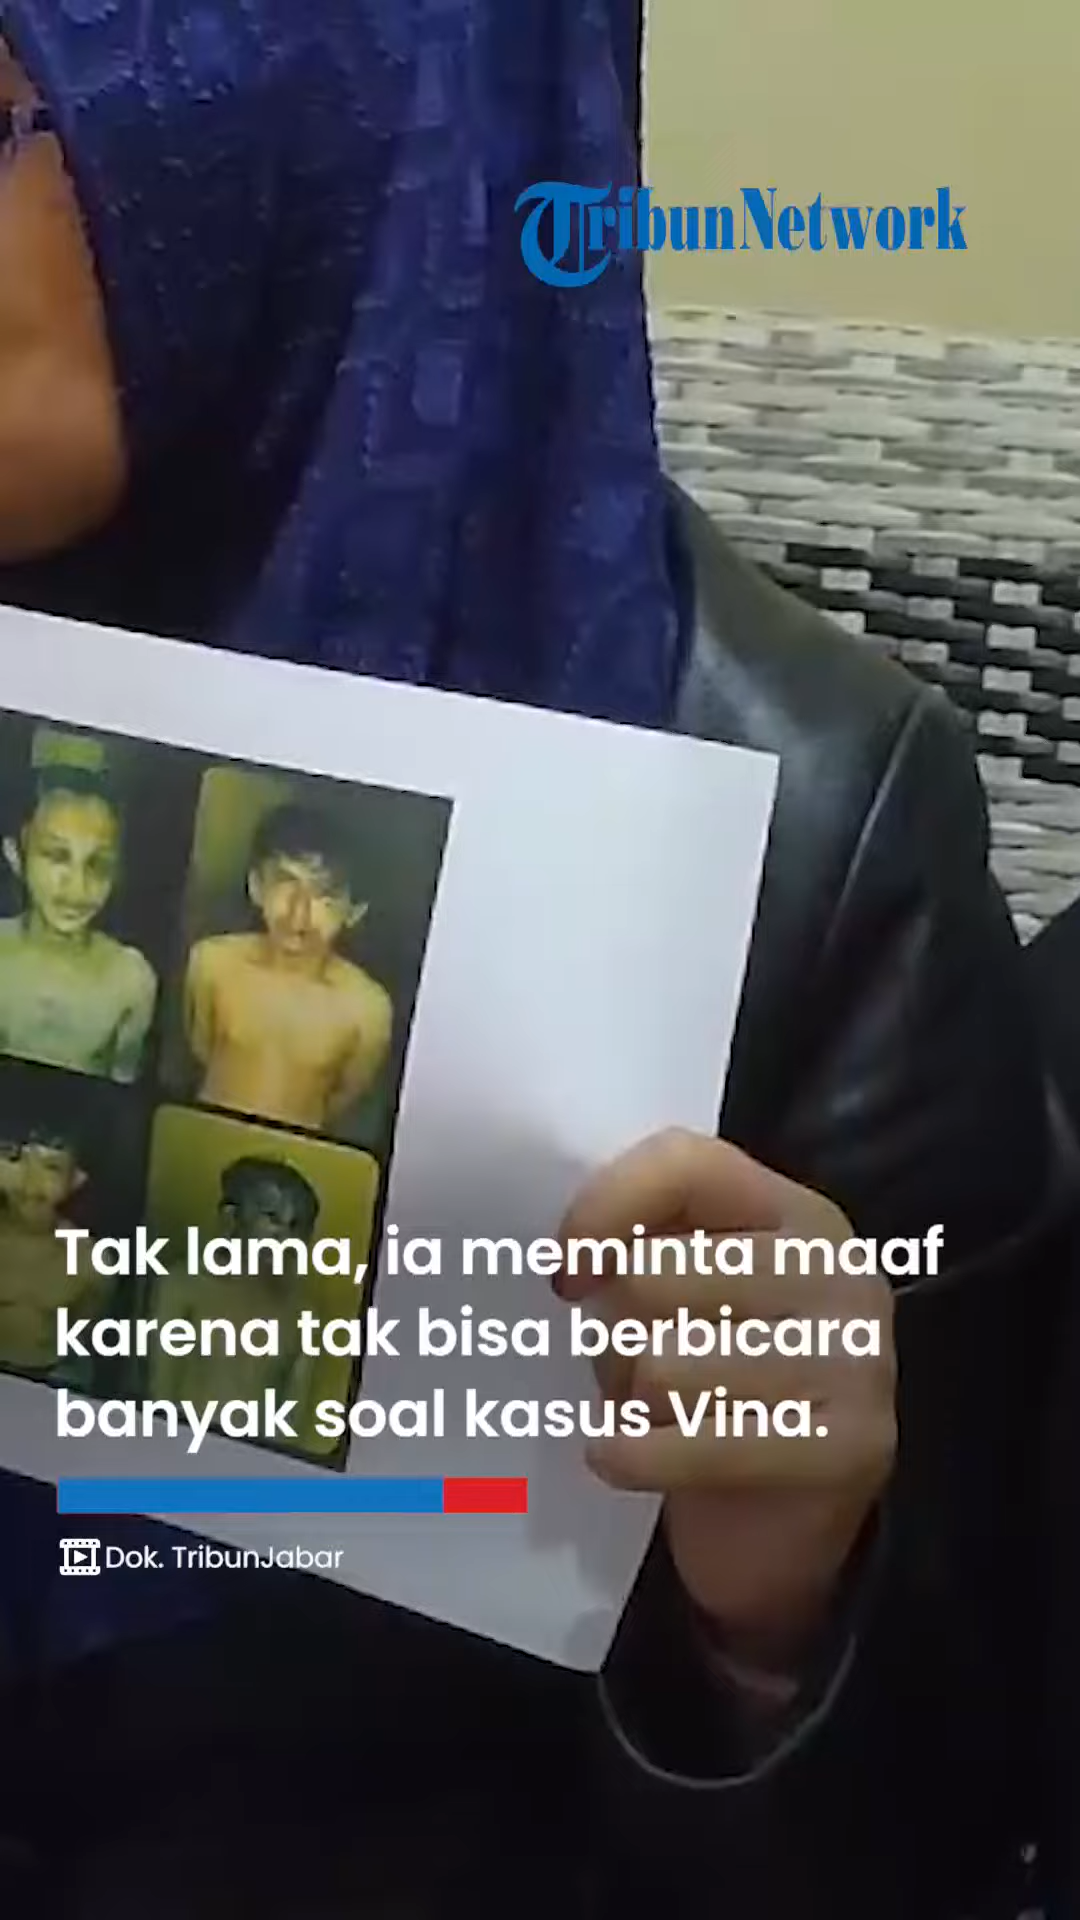 TribunNetwork
Tak lama, ia meminta maaf
karena tak bisa berbicara
banyak soal kasus Vina.
Dok. TribunJabar